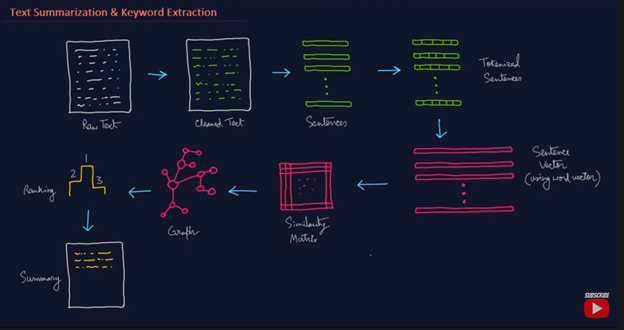 Text Summarization & Keyword Extraction
Raw Text
Cleaned Text
Sentences
Tokenized
Sentences
Sentence
Vector
(using word vector)
Similarity
Matrix
Graph
Ranking
1
2
3
Summary
SUBSCRIBE